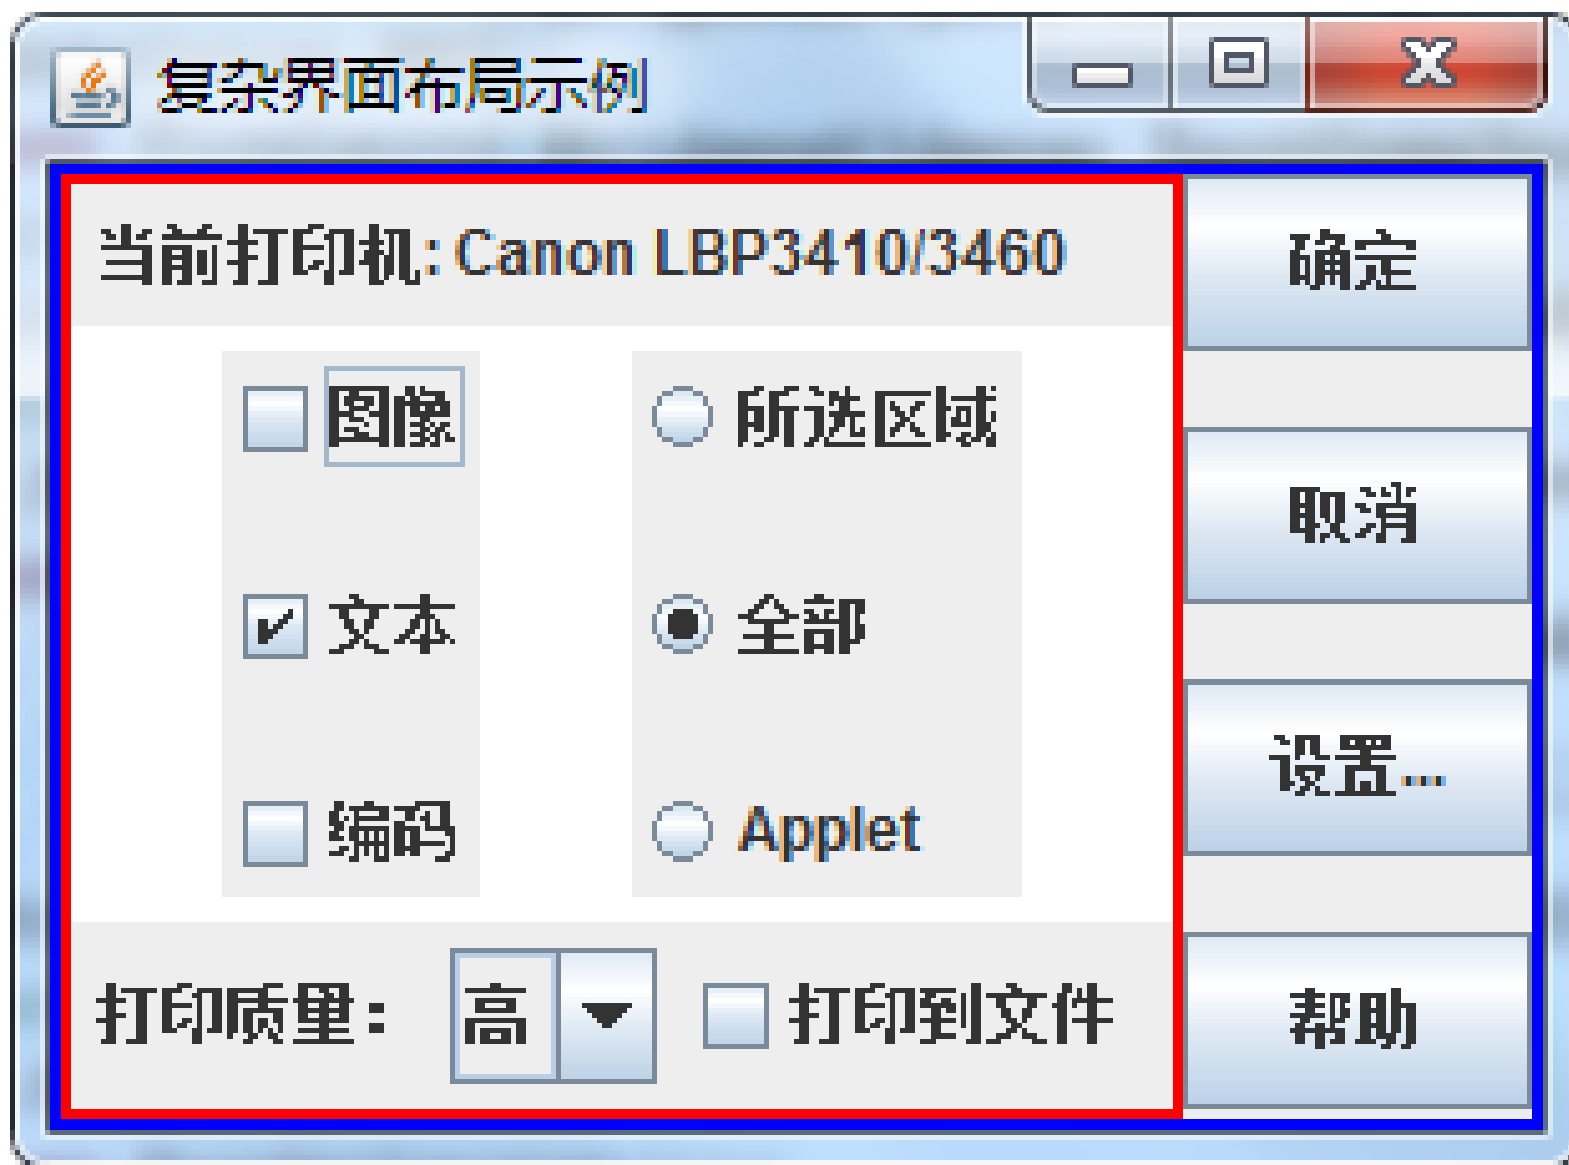 复杂界面布局示例
当前打印机: Canon LBP3410/3460
图像
文本
编码
所选区域
全部
Applet
打印质里：
高
打印到文件
确定
取消
设置...
帮助